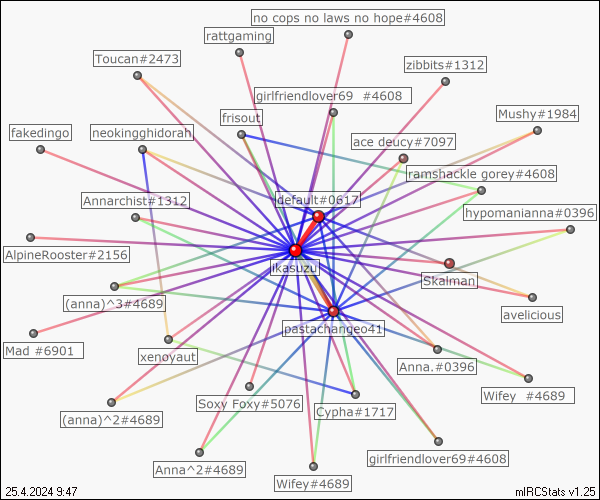 no cops no laws no hope#4608
rattgaming
Toucan#2473
zibbits#1312
girlfriendlover69 #4608
Mushy#1984
frisout
fakedingo
neokingghidorah
ace deucy#7097
ramshackle gorey#4608
Annarchist#1312
default#0617
hypomanianna#0396
AlpineRooster#2156
ikasuzu
Skalman
(anna)^3#4689
avelicious
pastachangeo41
Mad #6901
xenoyaut
Anna.#0396
Wifey #4689
Soxy Foxy#5076
Cypha#1717
(anna)^2#4689
girlfriendlover69#4608
Anna^2#4689
Wifey#4689
25.4.2024 9:47
mIRCStats v1.25